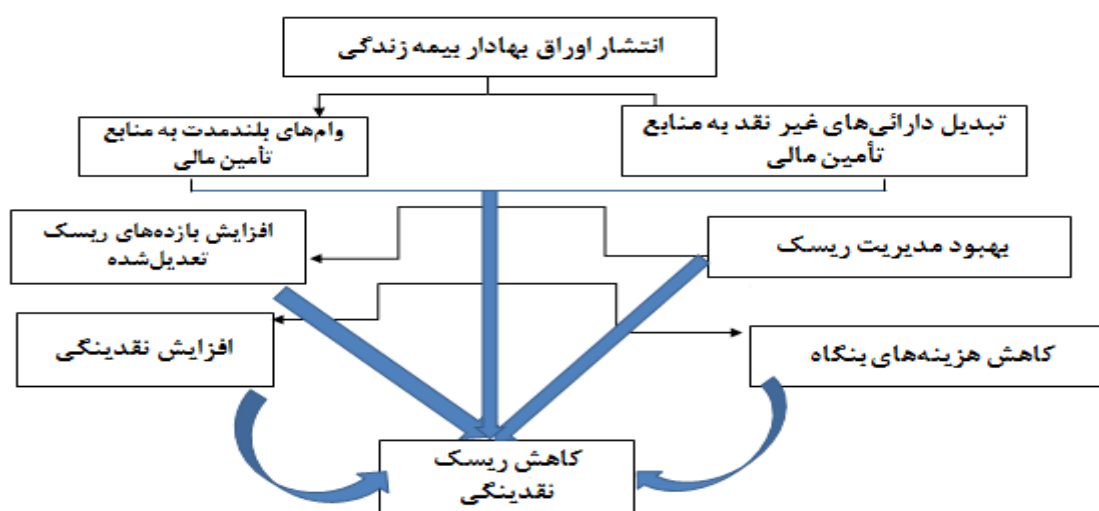 انتشار اوراق بهادار بیمه زندگی
تبدیل دارائی‌های غیر نقد به منابع
تأمین مالی
وام‌های بلندمدت به منابع
تأمین مالی
بهبود مدیریت ریسک
افزایش بازده‌های ریسک
تعدیل‌شده
کاهش هزینه‌های بنگاه
افزایش نقدینگی
کاهش ریسک
نقدینگی